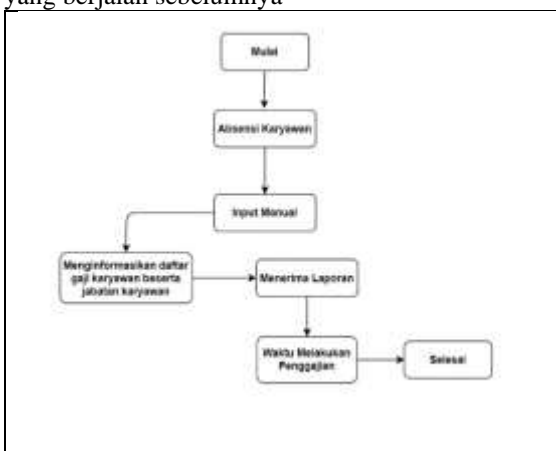 yang berjalan sebelumnya
Mulai
Absensi Karyawan
Input Manual
Menginformasikan daftar
gaji karyawan beserta
jabatan karyawan
Menerima Laporan
Waktu Melakukan
Penggajian
Selesai